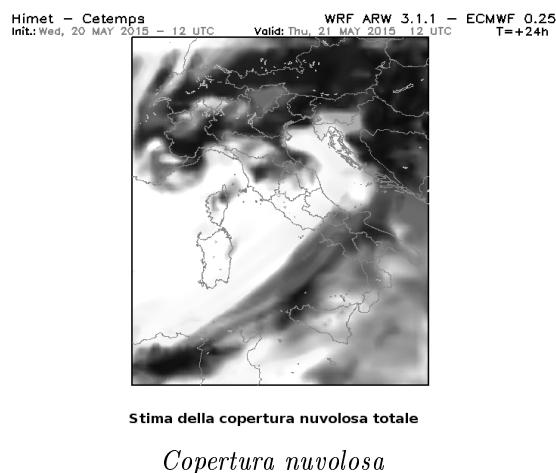 Himet – Cetemps WRF ARW 3.1.1 – ECMWF 0.25
Init.: Wed, 20 MAY 2015 – 12 UTC Valid: Thu, 21 MAY 2015 12 UTC T=+24h
Stima della copertura nuvolosa totale
Copertura nuvolosa